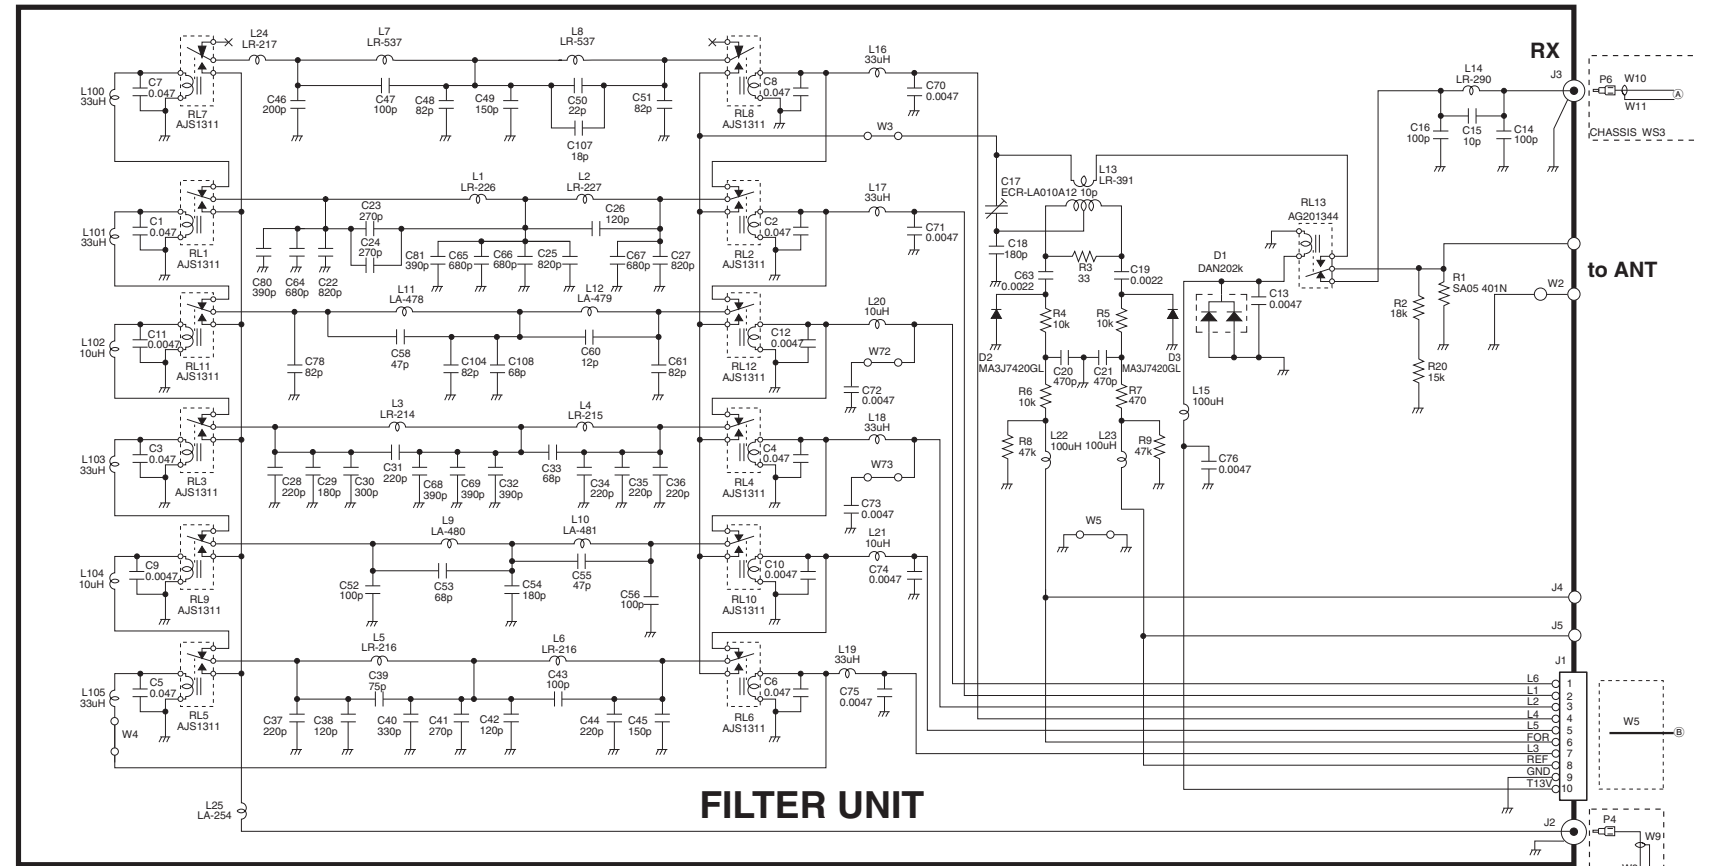 L24
LR-217
L7
LR-537
L8
LR-537
L100
33uH
C7
0.047
RL7
AJS1311
C46
200p
C47
100p
C48
82p
C49
150p
C50
22p
C51
82p
C107
18p
C8
0.047
RL8
AJS1311
L16
33uH
C70
0.0047
W3
L1
LR-226
L2
LR-227
L101
33uH
C1
0.047
RL1
AJS1311
C23
270p
C24
270p
C26
120p
C80
390p
C64
680p
C22
820p
C81
390p
C65
680p
C66
680p
C25
820p
C67
680p
C27
820p
C2
0.047
RL2
AJS1311
L17
33uH
C71
0.0047
L11
LA-478
L12
LA-479
L102
10uH
C11
0.0047
RL11
AJS1311
C78
82p
C58
47p
C104
82p
C108
68p
C60
12p
C61
82p
C12
0.0047
RL12
AJS1311
L20
10uH
W72
C72
0.0047
L3
LR-214
L4
LR-215
L103
33uH
C3
0.047
RL3
AJS1311
C28
220p
C29
180p
C30
300p
C31
220p
C68
390p
C69
390p
C32
390p
C33
68p
C34
220p
C35
220p
C36
220p
C4
0.047
RL4
AJS1311
L18
33uH
W73
C73
0.0047
L9
LA-480
L10
LA-481
L104
10uH
C9
0.0047
RL9
AJS1311
C52
100p
C53
68p
C54
180p
C55
47p
C56
100p
C10
0.0047
RL10
AJS1311
L21
10uH
C74
0.0047
L5
LR-216
L6
LR-216
L105
33uH
C5
0.047
RL5
AJS1311
W4
C37
220p
C38
120p
C39
75p
C40
330p
C41
270p
C42
120p
C43
100p
C44
220p
C45
150p
C6
0.047
RL6
AJS1311
L19
33uH
C75
0.0047
L25
LA-254
FILTER UNIT
C17
ECR-LA010A12 10p
L13
LR-391
C18
180p
C63
0.0022
R3
33
C19
0.0022
R4
10k
R5
10k
D2
MA3J7420GL
C20
470p
C21
470p
D3
MA3J7420GL
R6
10k
R7
470
R8
47k
L22
100uH
L23
100uH
R9
47k
W5
RL13
AG201344
D1
DAN202k
C13
0.0047
L15
100uH
C76
0.0047
R2
18k
R1
SA05 401N
R20
15k
RX
L14
LR-290
C16
100p
C15
10p
C14
100p
J3
P6
W10
W11
A
CHASSIS WS3
to ANT
W2
J4
J5
J1
L6
1
L1
2
L2
3
L4
4
L5
5
FOR
6
L3
7
REF
8
GND
9
T13V
10
W5
B
J2
P4
W9